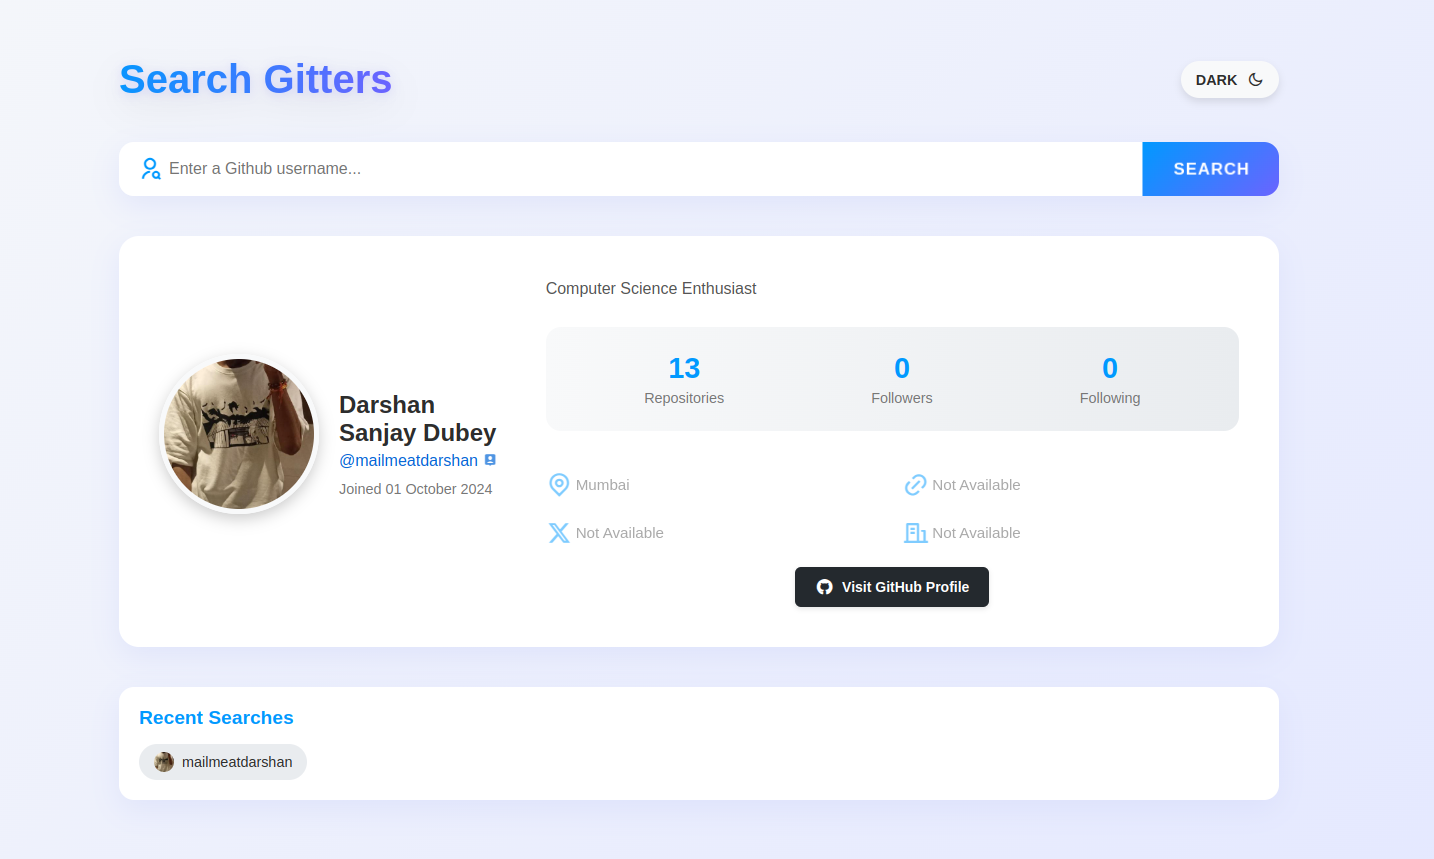 Search Gitters
DARK
Enter a Github username...
SEARCH
Computer Science Enthusiast
13
Repositories
0
Followers
0
Following
Darshan
Sanjay Dubey
@mailmeatdarshan
Joined 01 October 2024
Mumbai
Not Available
Not Available
Not Available
Visit GitHub Profile
Recent Searches
mailmeatdarshan